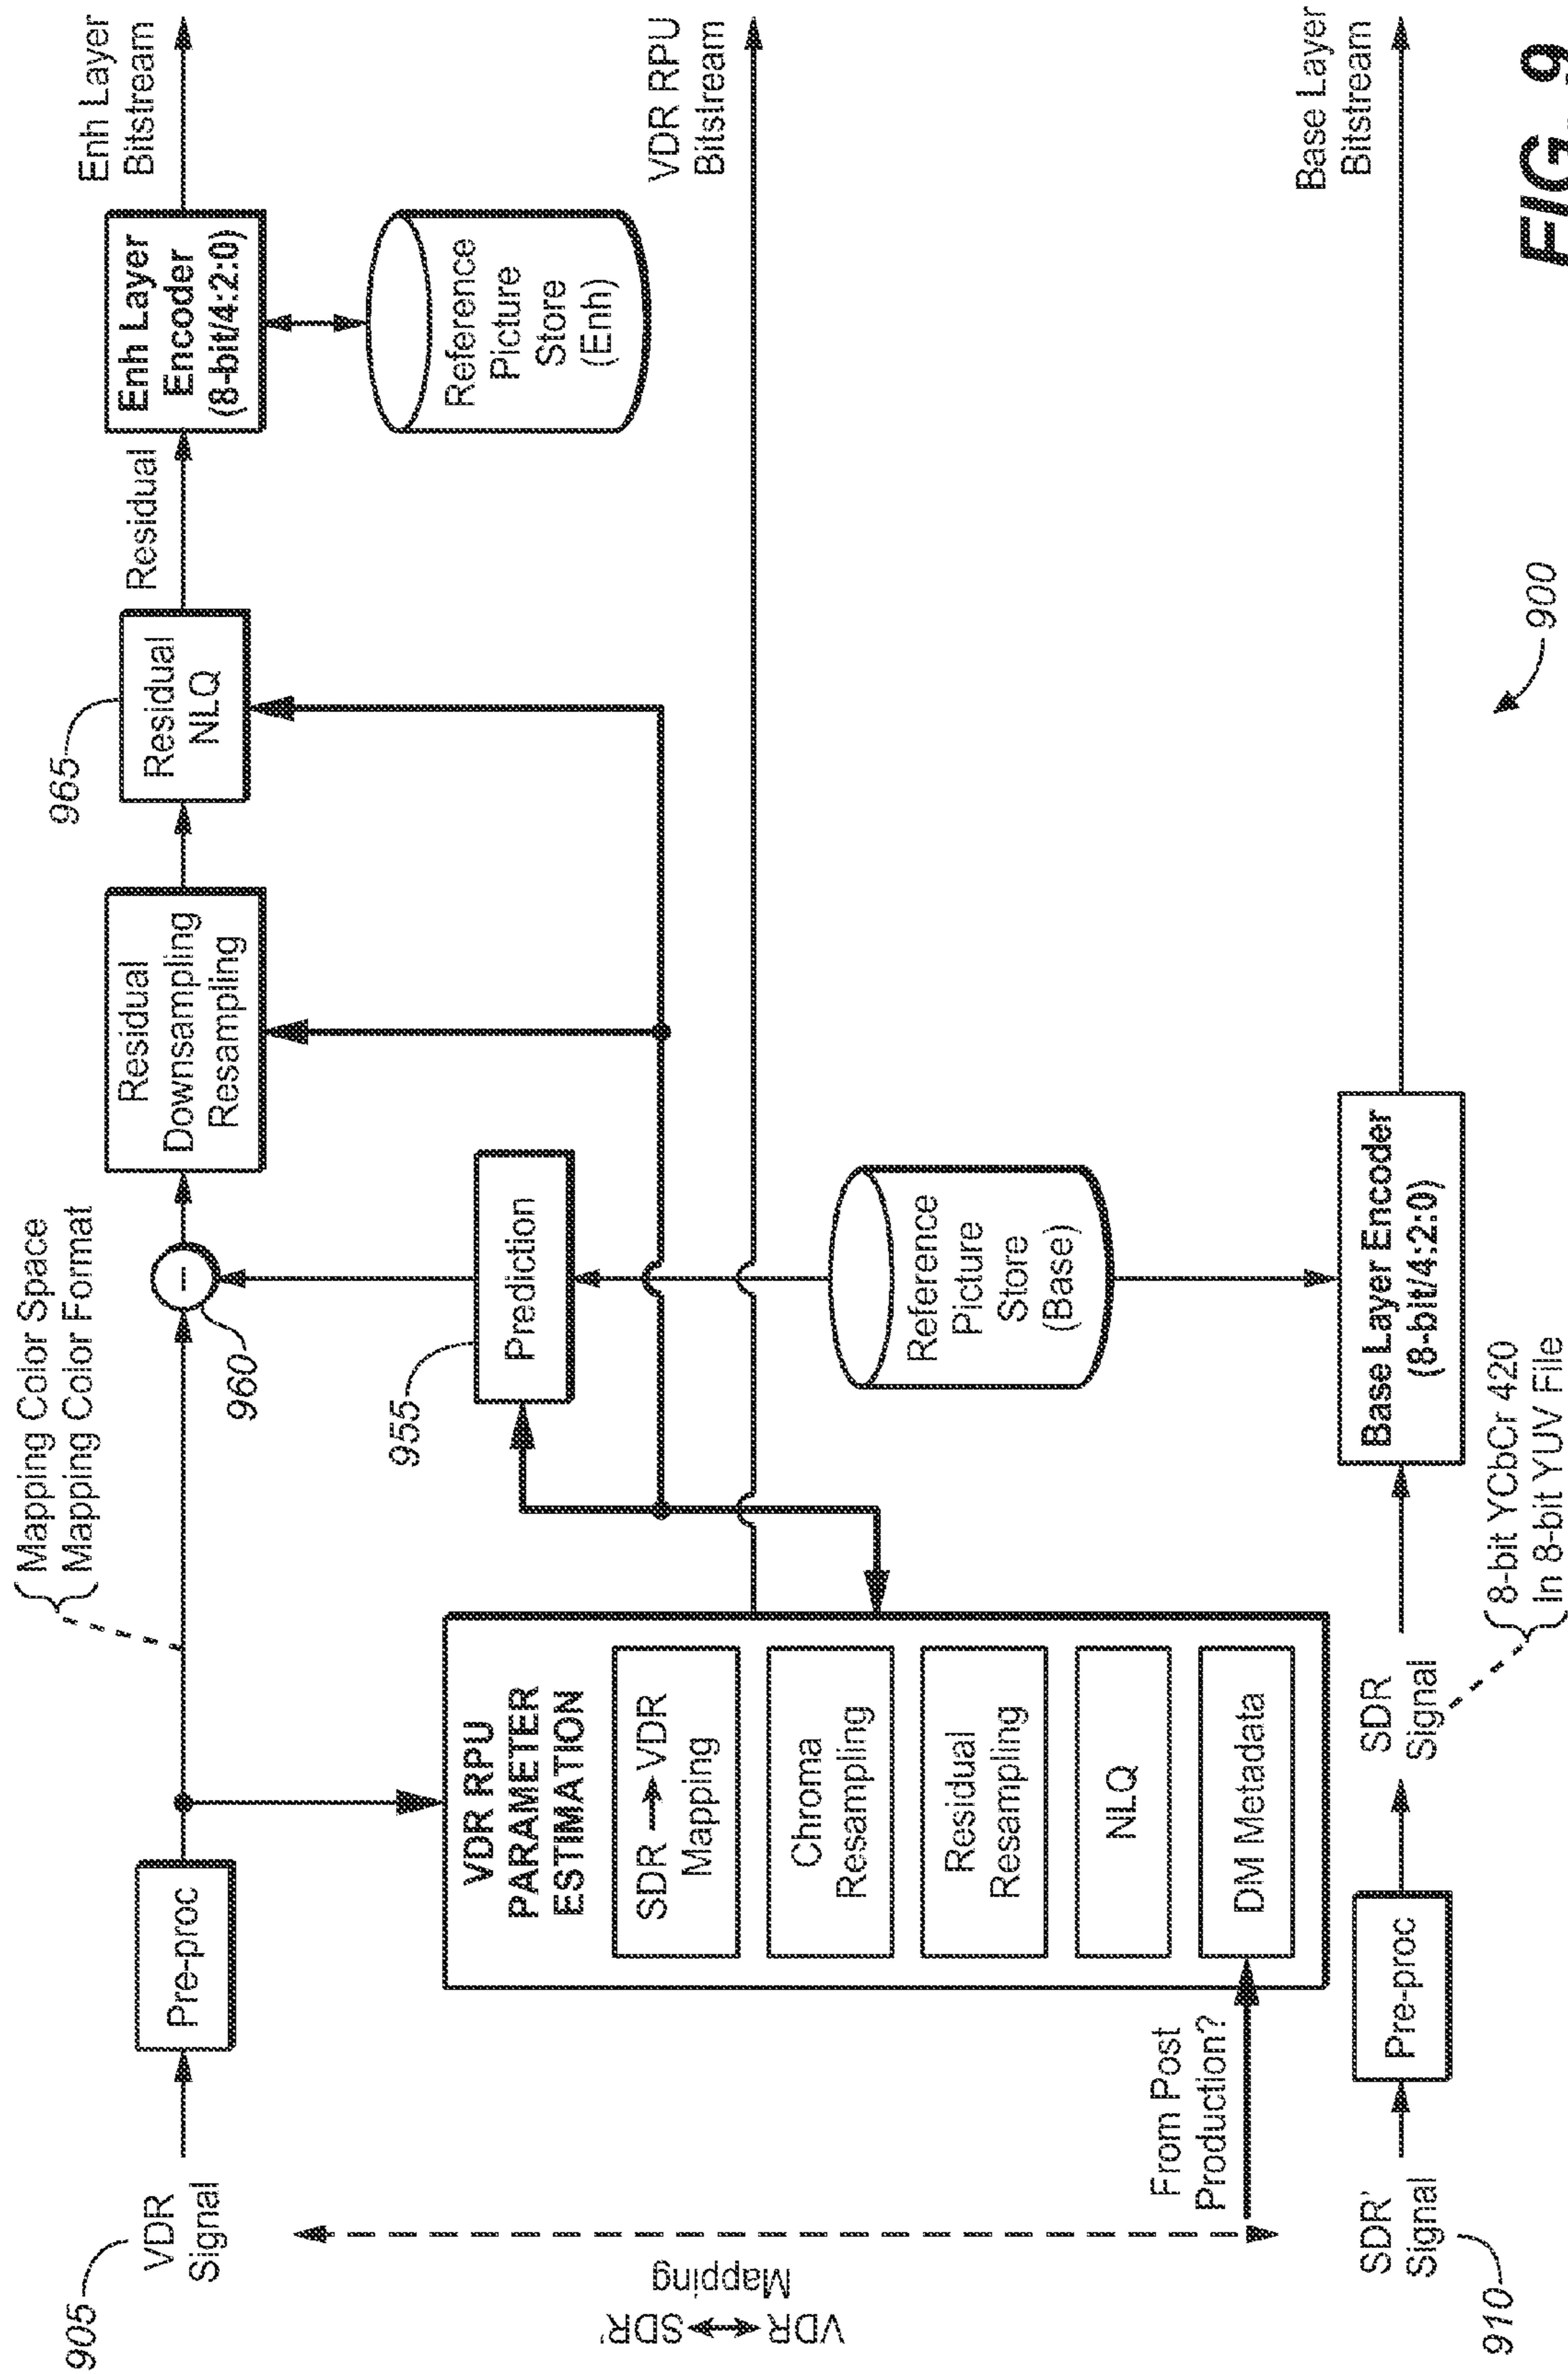 905
VDR
Signal
Pre-proc
Mapping Color Space
Mapping Color Format
960
Residual
Downsampling
Resampling
965
Residual
NLQ
Residual
Enh Layer
Encoder
(8-bit/4:2:0)
Enh Layer
Bitstream
Reference
Picture
Store
(Enh)
VDR ↔ SDR'
Mapping
VDR RPU
PARAMETER
ESTIMATION
SDR → VDR
Mapping
Chroma
Resampling
Residual
Resampling
NLQ
DM Metadata
From Post
Production?
955
Prediction
Reference
Picture
Store
(Base)
VDR RPU
Bitstream
910
SDR'
Signal
Pre-proc
SDR
Signal
8-bit YCbCr 420
In 8-bit YUV File
Base Layer Encoder
(8-bit/4:2:0)
Base Layer
Bitstream
900
FIG. 9